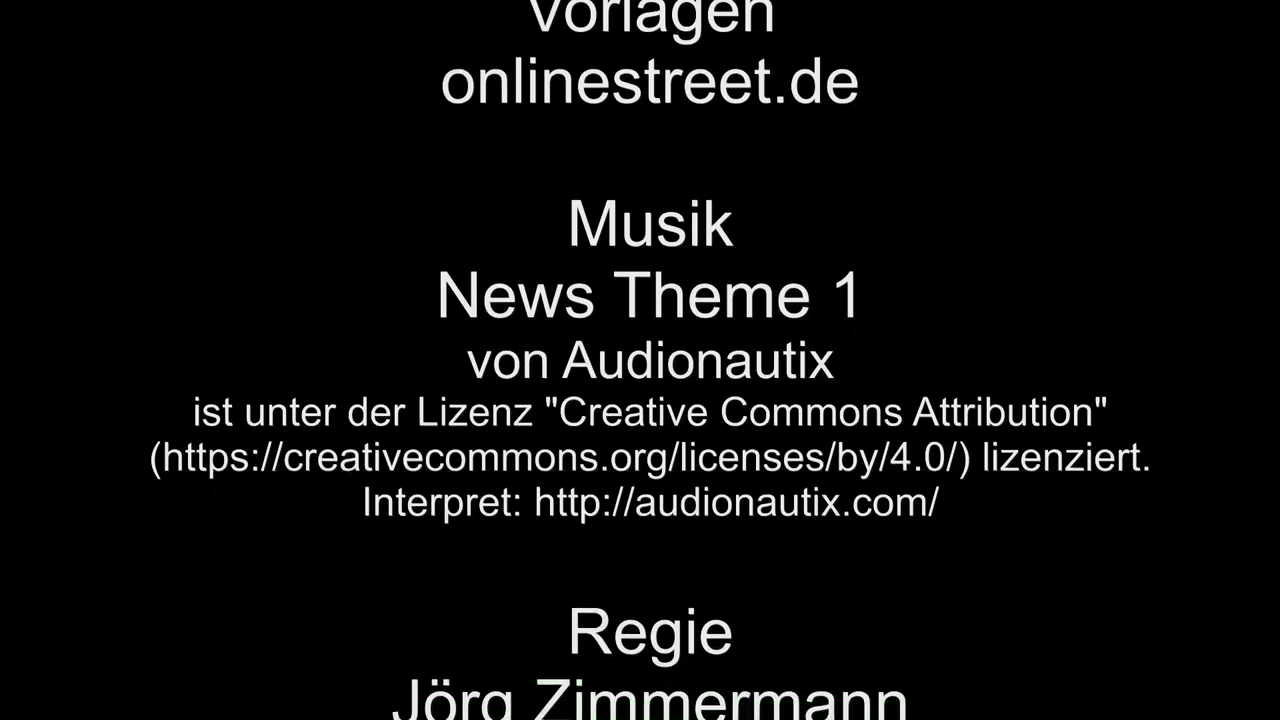 Vorlagen
onlinestreet.de
Musik
News Theme 1
von Audionautix
ist unter der Lizenz "Creative Commons Attribution"
(https://creativecommons.org/licenses/by/4.0/) lizenziert.
Interpret: http://audionautix.com/
Regie
Jörg Zimmermann